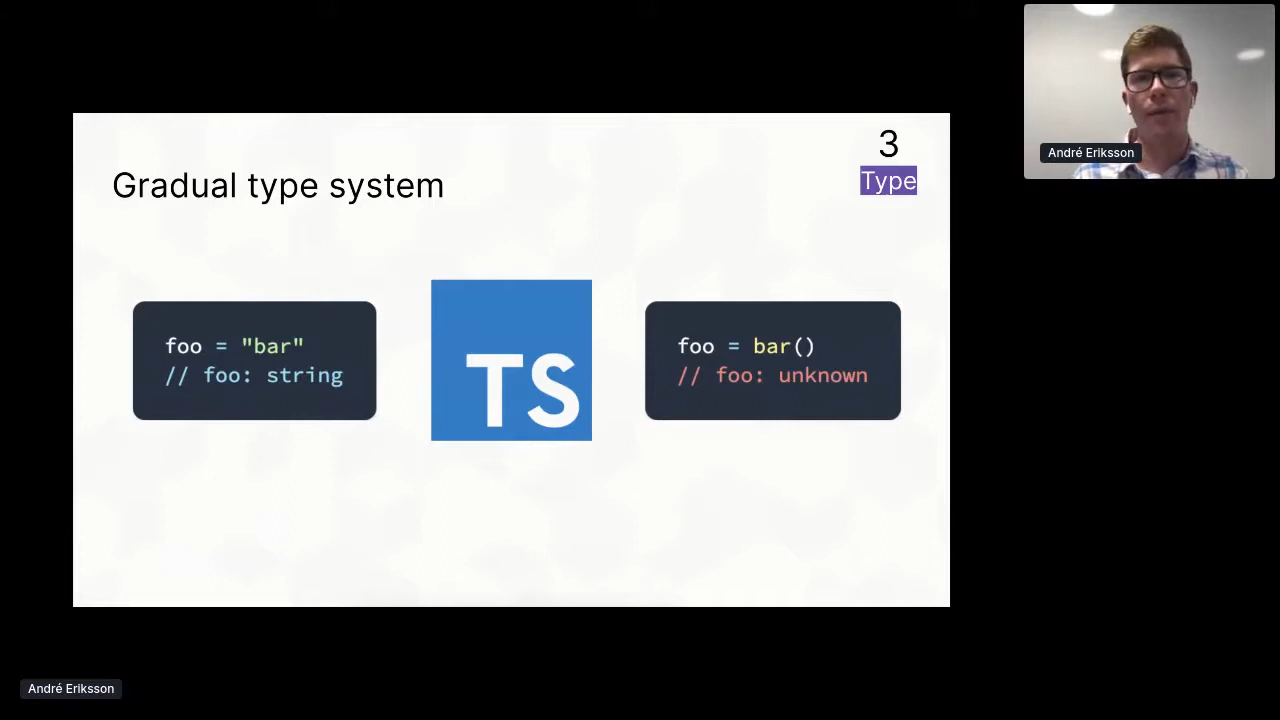 Gradual type system
3
Type
foo = "bar"
// foo: string
TS
foo = bar()
// foo: unknown
André Eriksson
André Eriksson